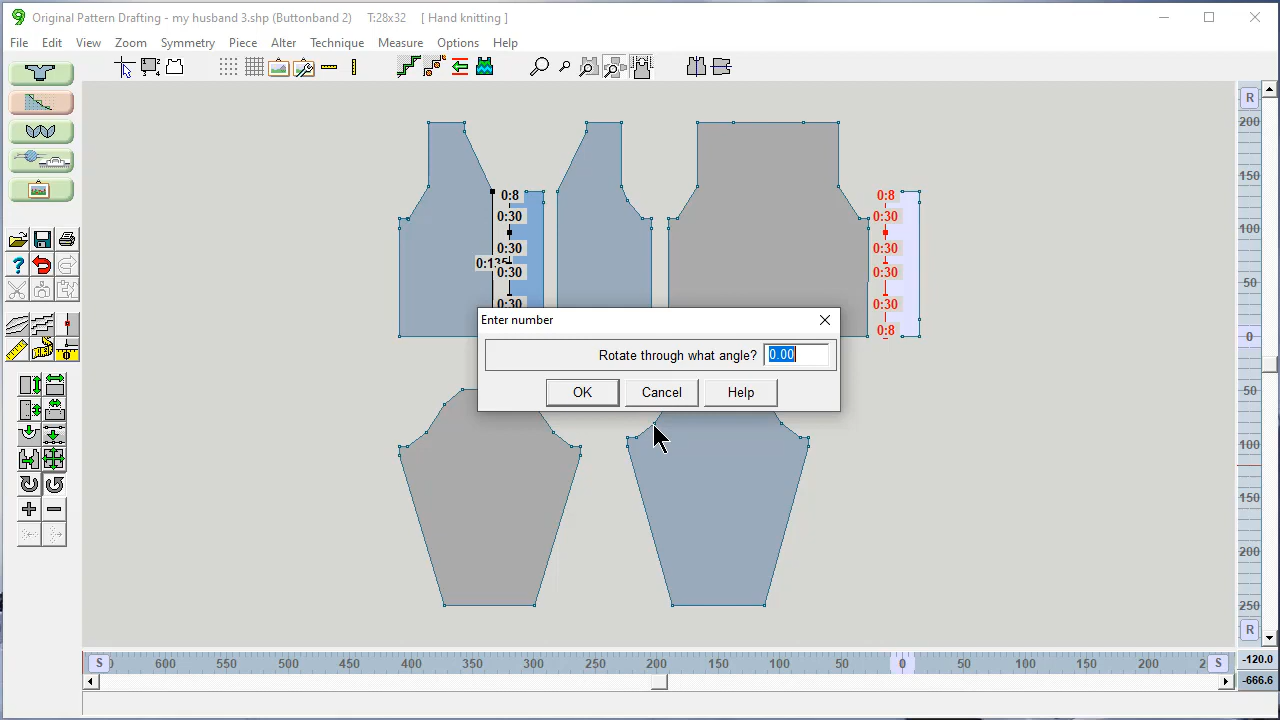 Original Pattern Drafting - my husband 3.shp (Buttonband 2) T:28x32 [ Hand knitting ]
File Edit View Zoom Symmetry Piece Alter Technique Measure Options Help
R
200
150
100
50
0
50
100
150
200
250
R
0:8
0:30
0:30
0:30
0:30
0:8
0:30
0:30
0:30
0:30
0:8
Enter number
Rotate through what angle? 0.00
OK Cancel Help
S 600 550 500 450 400 350 300 250 200 150 100 50 0 50 100 150 200 S
-120.0
-666.6